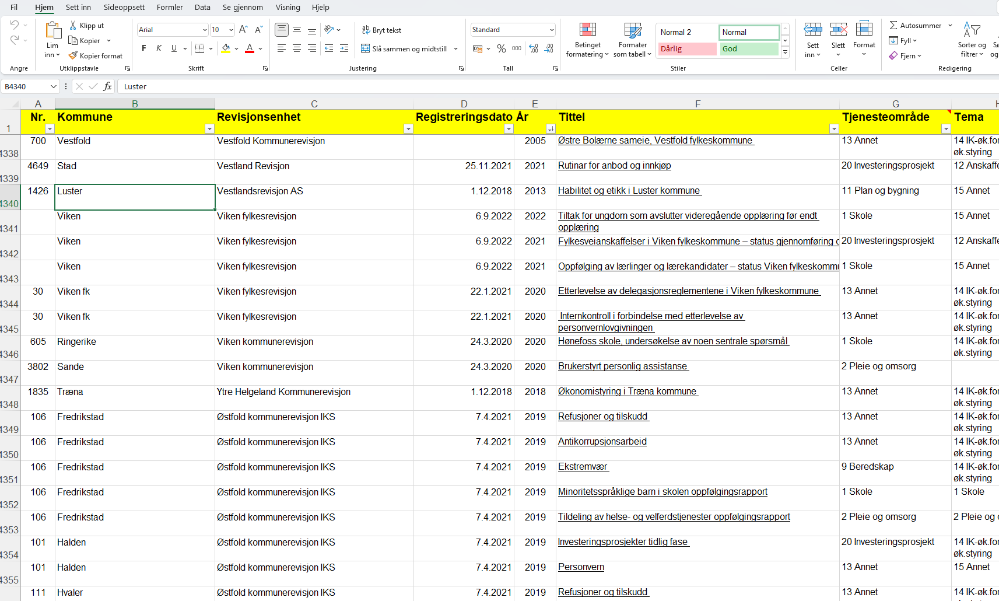 Fil Hjem Sett inn Sideoppsett Formler Data Se gjennom Visning Hjelp
Klipp ut
Kopier
Kopier format
Lim
inn
Arial 10
F K U A
Bryt tekst
Slå sammen og midtstill
Standard
% 000
Betinget
formatering
Formater
som tabell
Normal 2 Normal
Dårlig God
Sett
inn
Slett
Format
Autosummer
Fyll
Fjern
Sorter og
filtrer
Angre Utklippstavle Skrift Justering Tall Stiler Celler Redigering
B4340 fx Luster
A B C D E F G
1 Nr. Kommune Revisjonsenhet Registreringsdato År Tittel Tjenesteområde Tema
4338 700 Vestfold Vestfold Kommunerevisjon 2005 Østre Bolærne sameie, Vestfold fylkeskommune 13 Annet 14 IK-øk.for
øk.styring
4339 4649 Stad Vestland Revisjon 25.11.2021 2021 Rutinar for anbod og innkjøp 20 Investeringsprosjekt 12 Anskaffe
4340 1426 Luster Vestlandsrevisjon AS 1.12.2018 2013 Habilitet og etikk i Luster kommune 11 Plan og bygning 15 Annet
4341 Viken Viken fylkesrevisjon 6.9.2022 2022 Tiltak for ungdom som avslutter videregående opplæring før endt 1 Skole 15 Annet
opplæring
4342 Viken Viken fylkesrevisjon 6.9.2022 2021 Fylkesveianskaffelser i Viken fylkeskommune – status gjennomføring o 20 Investeringsprosjekt 12 Anskaffe
4343 Viken Viken fylkesrevisjon 6.9.2022 2021 Oppfølging av lærlinger og lærekandidater – status Viken fylkeskommu 1 Skole 15 Annet
4344 30 Viken fk Viken fylkesrevisjon 22.1.2021 2020 Etterlevelse av delegasjonsreglementene i Viken fylkeskommune 13 Annet 14 IK-øk.for
øk.styring
4345 30 Viken fk Viken fylkesrevisjon 22.1.2021 2020 Internkontroll i forbindelse med etterlevelse av 13 Annet 14 IK-øk.for
personvernlovgivningen øk.styring
4346 605 Ringerike Viken kommunerevisjon 24.3.2020 2020 Hønefoss skole, undersøkelse av noen sentrale spørsmål 1 Skole 14 IK-øk.for
øk.styring
4347 3802 Sande Viken kommunerevisjon 24.3.2020 2020 Brukerstyrt personlig assistanse 2 Pleie og omsorg
4348 1835 Træna Ytre Helgeland Kommunerevisjon 1.12.2018 2018 Økonomistyring i Træna kommune 13 Annet 14 IK-øk.for
øk.styring
4349 106 Fredrikstad Østfold kommunerevisjon IKS 7.4.2021 2019 Refusjoner og tilskudd 13 Annet 14 IK-øk.for
øk.styring
4350 106 Fredrikstad Østfold kommunerevisjon IKS 7.4.2021 2019 Antikorrupsjonsarbeid 13 Annet 14 IK-øk.for
øk.styring
4351 106 Fredrikstad Østfold kommunerevisjon IKS 7.4.2021 2019 Ekstremvær 9 Beredskap 14 IK-øk.for
øk.styring
4352 106 Fredrikstad Østfold kommunerevisjon IKS 7.4.2021 2019 Minoritetsspråklige barn i skolen oppfølgingsrapport 1 Skole 1 Skole
4353 106 Fredrikstad Østfold kommunerevisjon IKS 7.4.2021 2019 Tildeling av helse- og velferdstjenester oppfølgingsrapport 2 Pleie og omsorg 2 Pleie og
4354 101 Halden Østfold kommunerevisjon IKS 7.4.2021 2019 Investeringsprosjekter tidlig fase 20 Investeringsprosjekt 14 IK-øk.for
øk.styring
4355 101 Halden Østfold kommunerevisjon IKS 7.4.2021 2019 Personvern 13 Annet 15 Annet
111 Hvaler Østfold kommunerevisjon IKS 7.4.2021 2019 Refusjoner og tilskudd 13 Annet 14 IK-øk.for